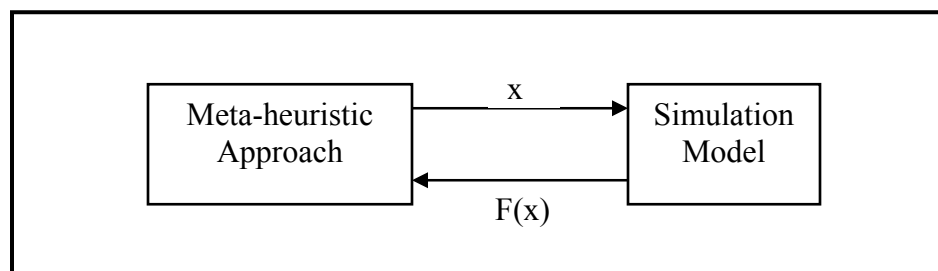 Meta-heuristic
Approach
x
Simulation
Model
F(x)